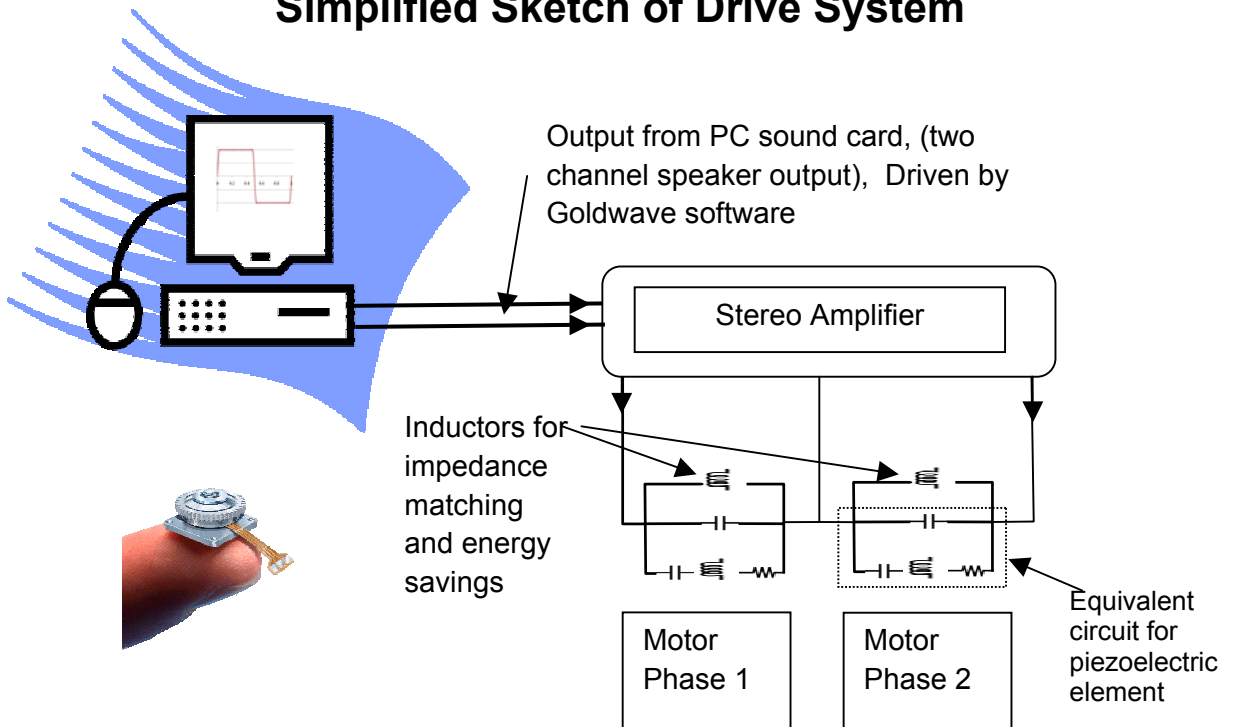 Simplified Sketch of Drive System
Output from PC sound card, (two
channel speaker output), Driven by
Goldwave software
Stereo Amplifier
Inductors for
impedance
matching
and energy
savings
Motor
Phase 1
Motor
Phase 2
Equivalent
circuit for
piezoelectric
element